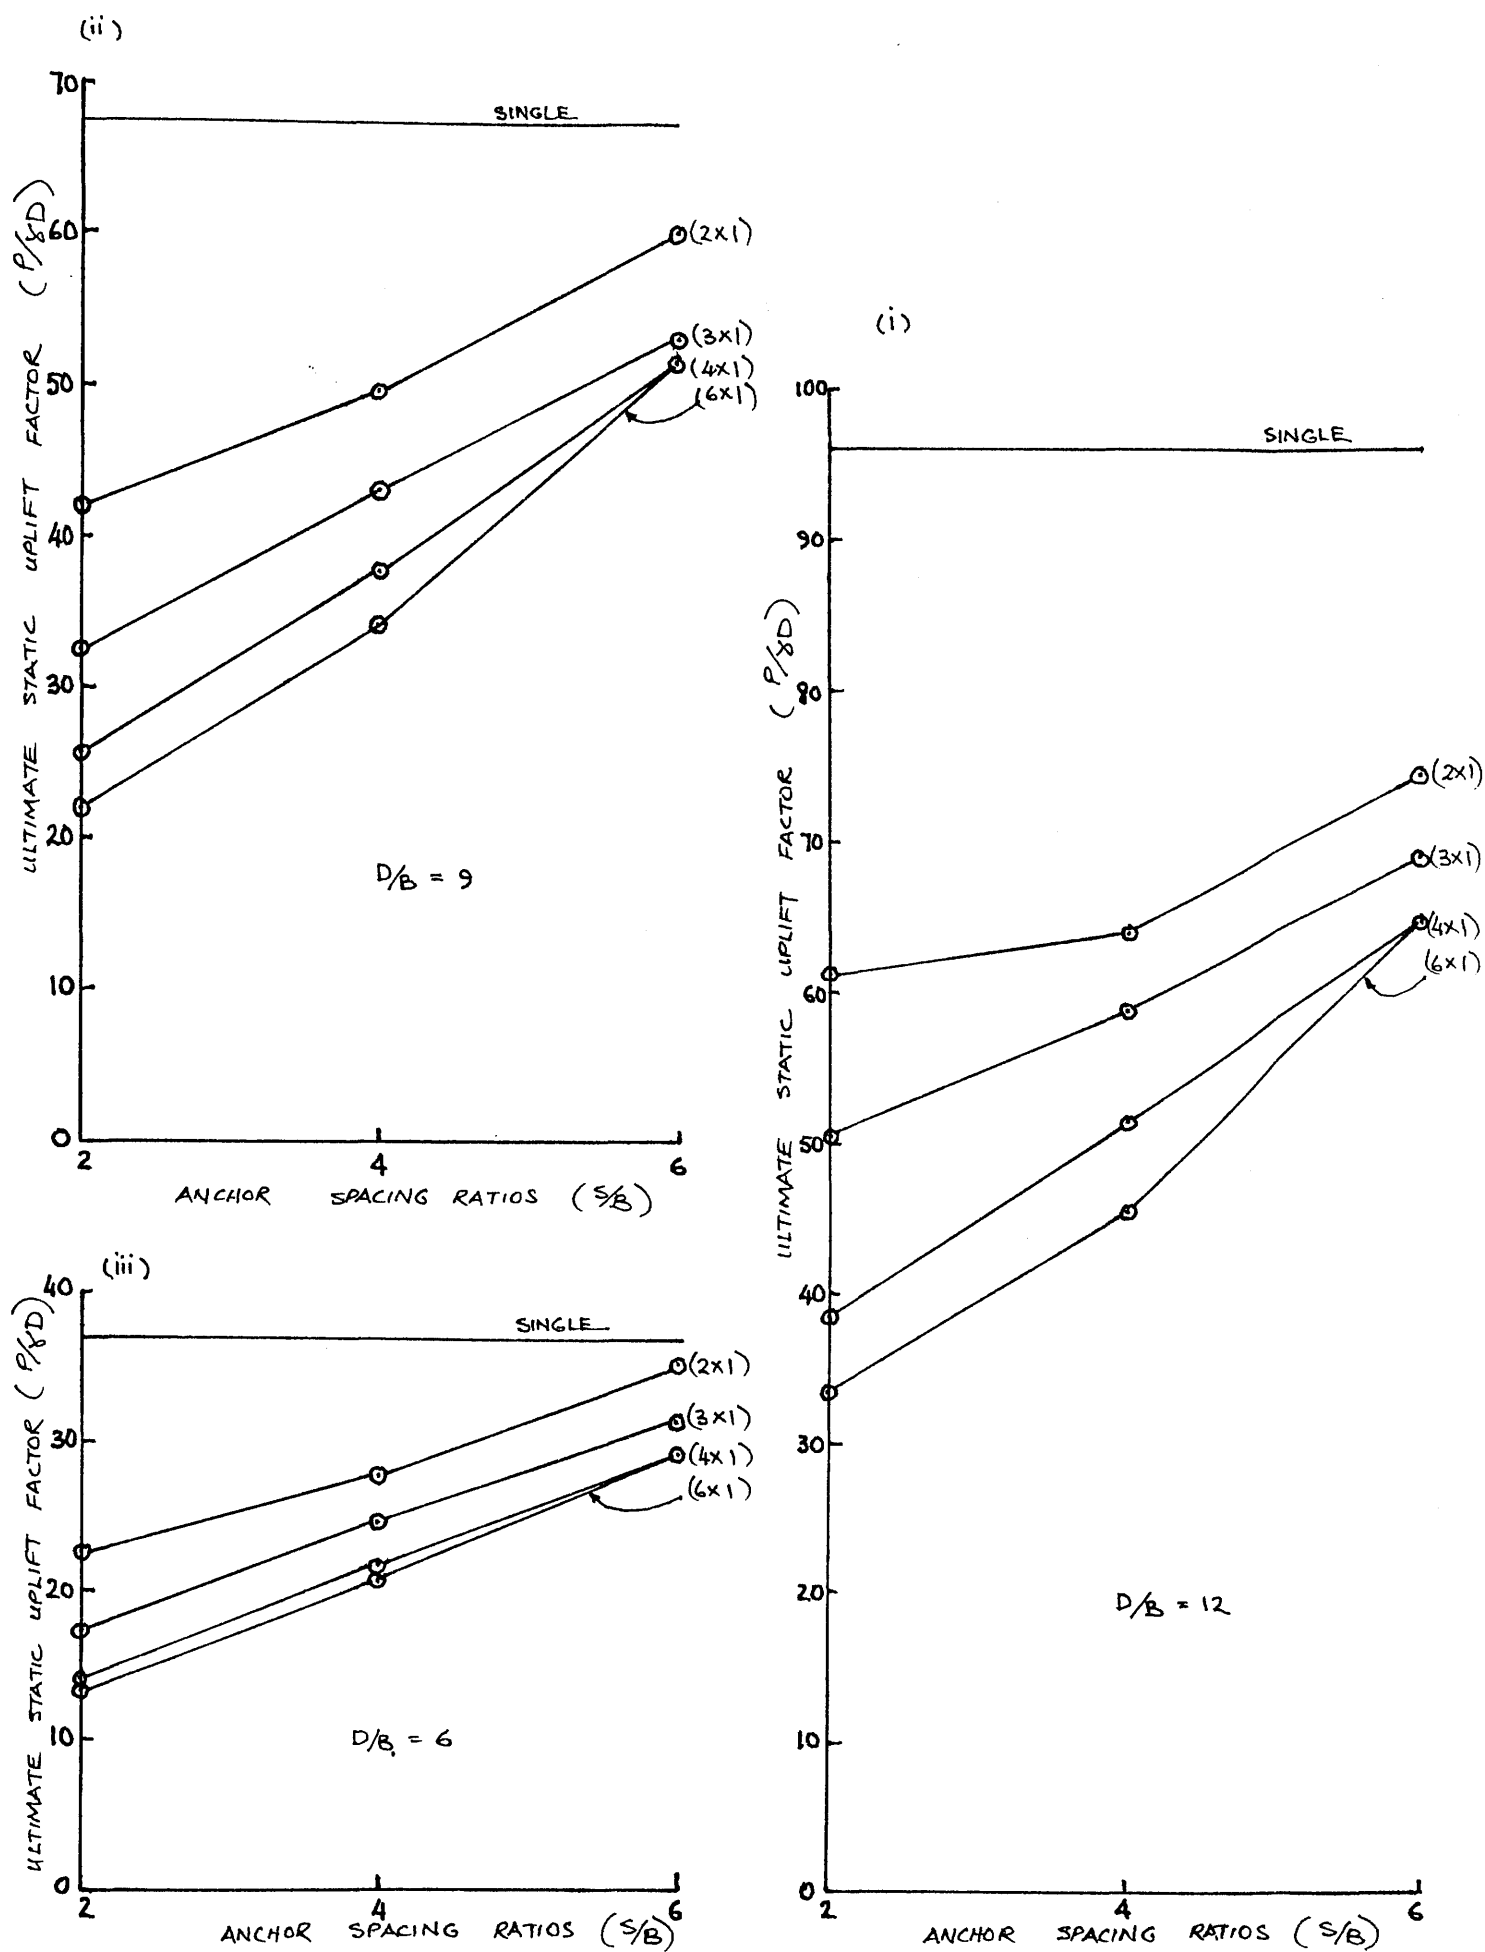 (ii)
70
60
50
40
30
20
10
0
2
4
6
SINGLE
(2x1)
(3x1)
(4x1)
(6x1)
D/B = 9
ULTIMATE STATIC UPLIFT FACTOR (P/γD)
ANCHOR SPACING RATIOS (S/B)
(i)
100
90
80
70
60
50
40
30
20
10
0
2
4
6
SINGLE
(2x1)
(3x1)
(4x1)
(6x1)
D/B = 12
ULTIMATE STATIC UPLIFT FACTOR (P/γD)
ANCHOR SPACING RATIOS (S/B)
(iii)
40
30
20
10
0
2
4
6
SINGLE
(2x1)
(3x1)
(4x1)
(6x1)
D/B = 6
ULTIMATE STATIC UPLIFT FACTOR (P/γD)
ANCHOR SPACING RATIOS (S/B)